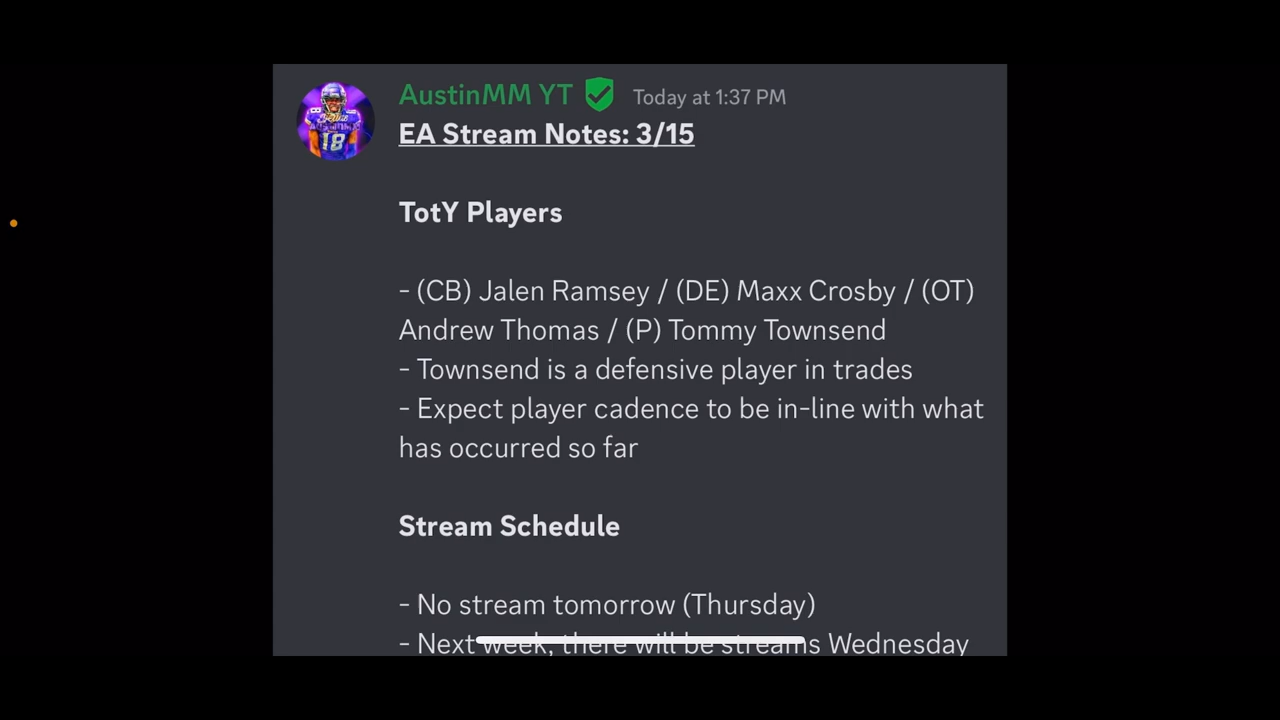 AustinMM YT Today at 1:37 PM
EA Stream Notes: 3/15
TotY Players
- (CB) Jalen Ramsey / (DE) Maxx Crosby / (OT)
Andrew Thomas / (P) Tommy Townsend
- Townsend is a defensive player in trades
- Expect player cadence to be in-line with what
has occurred so far
Stream Schedule
- No stream tomorrow (Thursday)
- Next week, there will be streams Wednesday